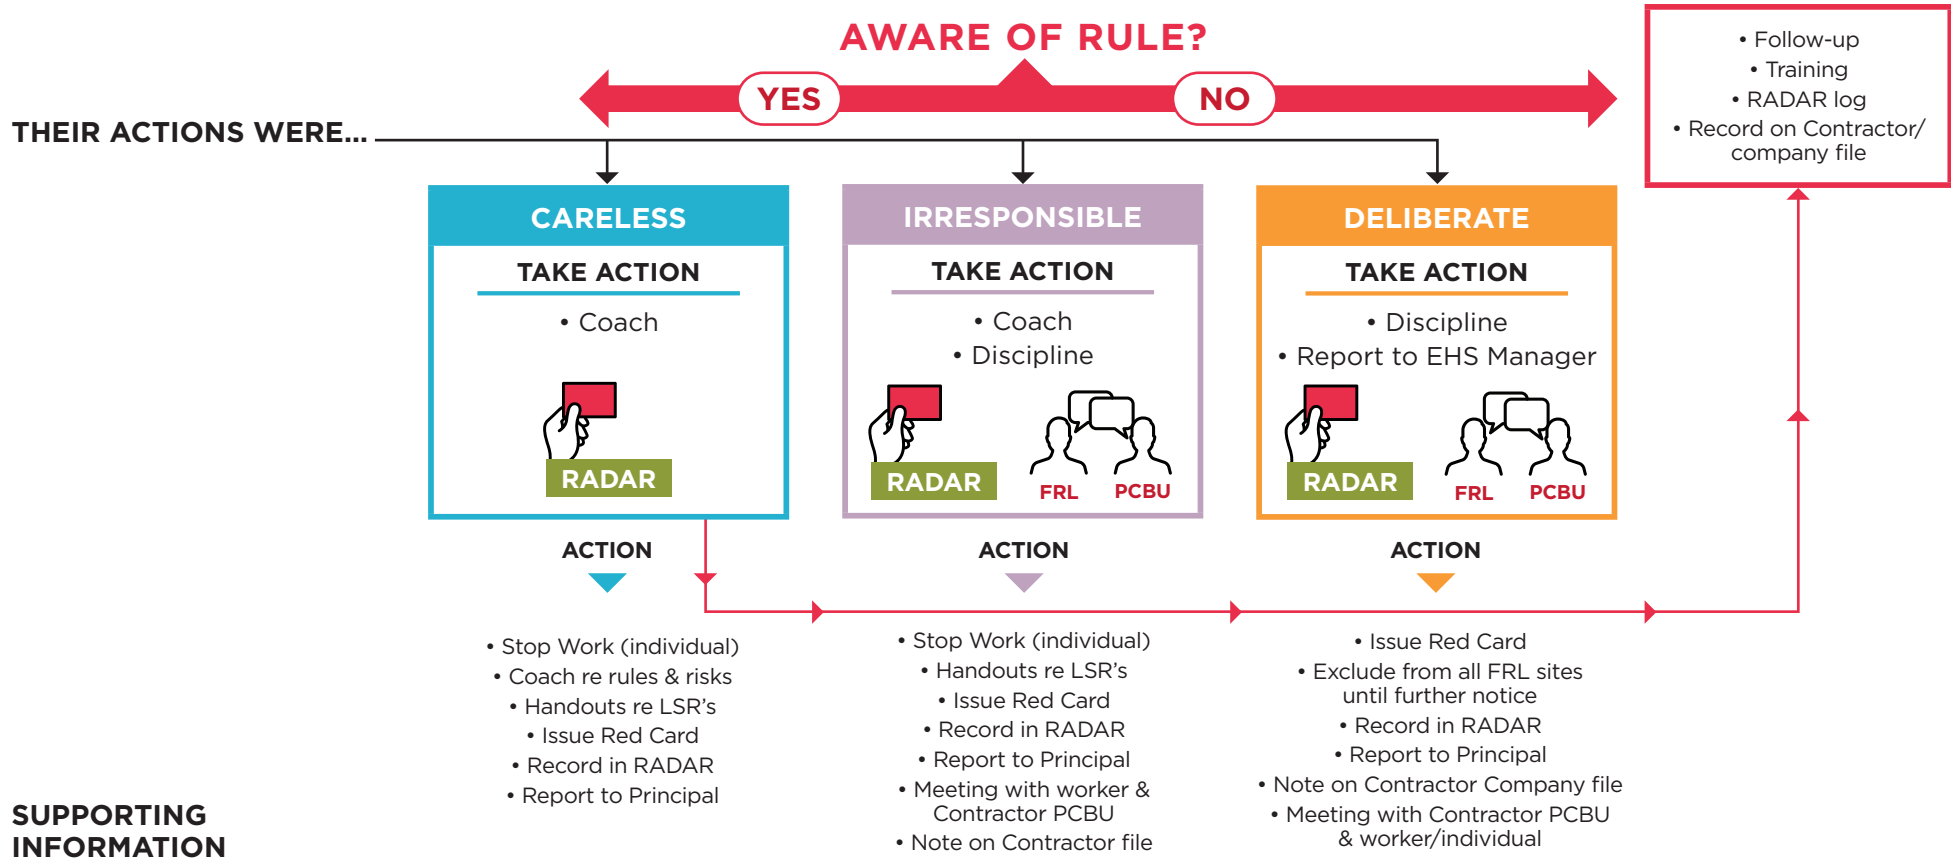 AWARE OF RULE?
YES
NO
• Follow-up
• Training
• RADAR log
• Record on Contractor/
company file
THEIR ACTIONS WERE...
CARELESS
TAKE ACTION
• Coach
RADAR
ACTION
• Stop Work (individual)
• Coach re rules & risks
• Handouts re LSR's
• Issue Red Card
• Record in RADAR
• Report to Principal
IRRESPONSIBLE
TAKE ACTION
• Coach
• Discipline
RADAR
FRL
PCBU
ACTION
• Stop Work (individual)
• Handouts re LSR's
• Issue Red Card
• Record in RADAR
• Report to Principal
• Meeting with worker &
Contractor PCBU
• Note on Contractor file
DELIBERATE
TAKE ACTION
• Discipline
• Report to EHS Manager
RADAR
FRL
PCBU
ACTION
• Issue Red Card
• Exclude from all FRL sites
until further notice
• Record in RADAR
• Report to Principal
• Note on Contractor Company file
• Meeting with Contractor PCBU
& worker/individual
SUPPORTING
INFORMATION